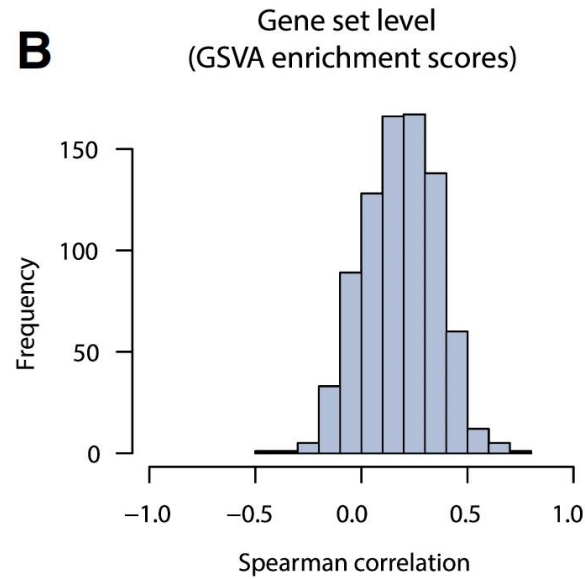 B
Gene set level
(GSVA enrichment scores)
150
100
50
0
Frequency
−1.0
−0.5
0.0
0.5
1.0
Spearman correlation